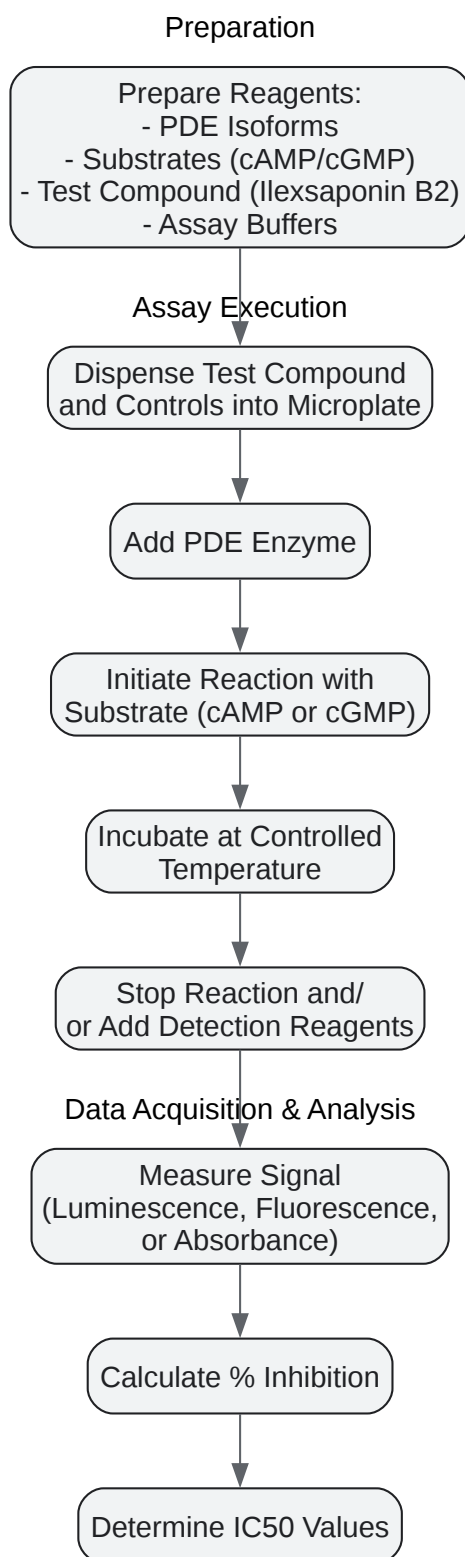 Preparation
Prepare Reagents:
- PDE Isoforms
- Substrates (cAMP/cGMP)
- Test Compound (Ilexsaponin B2)
- Assay Buffers
Assay Execution
Dispense Test Compound
and Controls into Microplate
Add PDE Enzyme
Initiate Reaction with
Substrate (cAMP or cGMP)
Incubate at Controlled
Temperature
Stop Reaction and/
or Add Detection Reagents
Data Acquisition & Analysis
Measure Signal
(Luminescence, Fluorescence,
or Absorbance)
Calculate % Inhibition
Determine IC50 Values